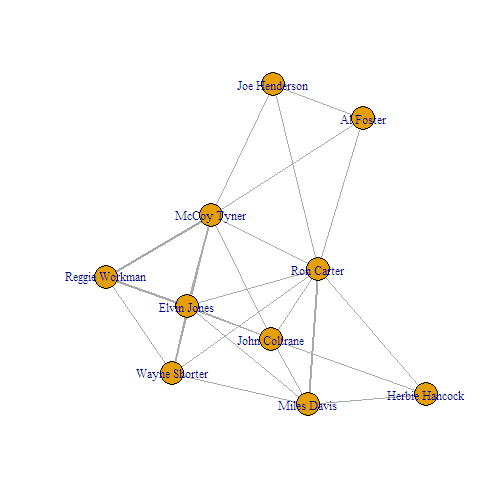 Joe Henderson
Al Foster
McCoy Tyner
Ron Carter
Reggie Workman
Elvin Jones
John Coltrane
Wayne Shorter
Herbie Hancock
Miles Davis